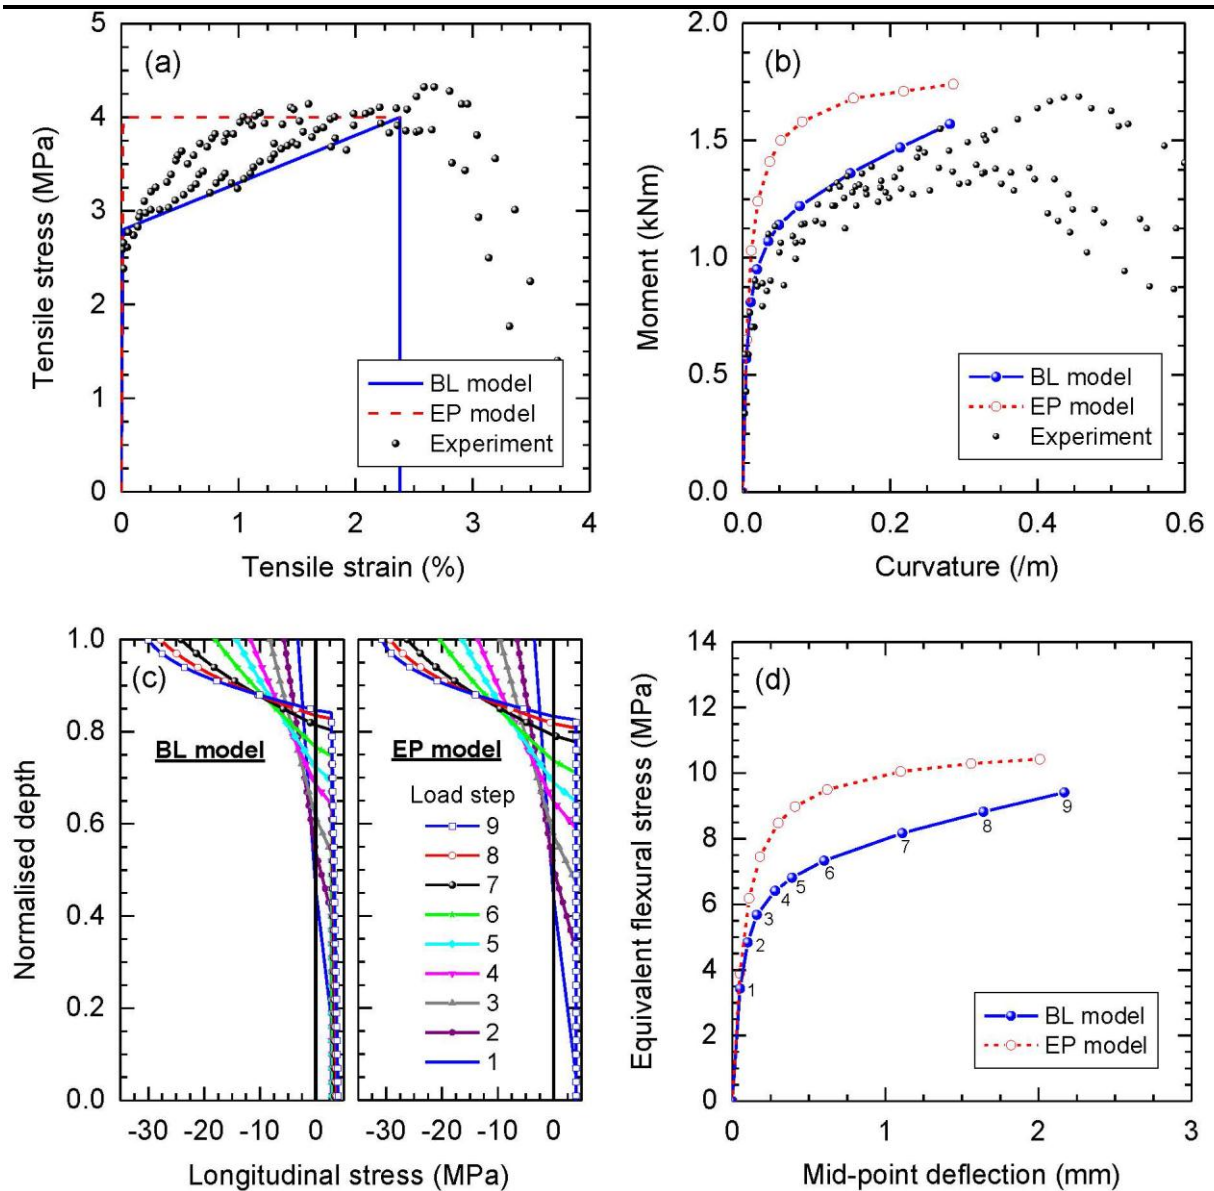 (a)
5
4
3
2
1
0
Tensile stress (MPa)
BL model
EP model
Experiment
0 1 2 3 4
Tensile strain (%)
(b)
2.0
1.5
1.0
0.5
0.0
Moment (kNm)
BL model
EP model
Experiment
0.0 0.2 0.4 0.6
Curvature (/m)
(c)
1.0
0.8
0.6
0.4
0.2
0.0
Normalised depth
BL model
EP model
Load step
9
8
7
6
5
4
3
2
1
-30 -20 -10 0
-30 -20 -10 0
Longitudinal stress (MPa)
(d)
14
12
10
8
6
4
2
0
Equivalent flexural stress (MPa)
1
2
3
4
5
6
7
8
9
BL model
EP model
0 1 2 3
Mid-point deflection (mm)